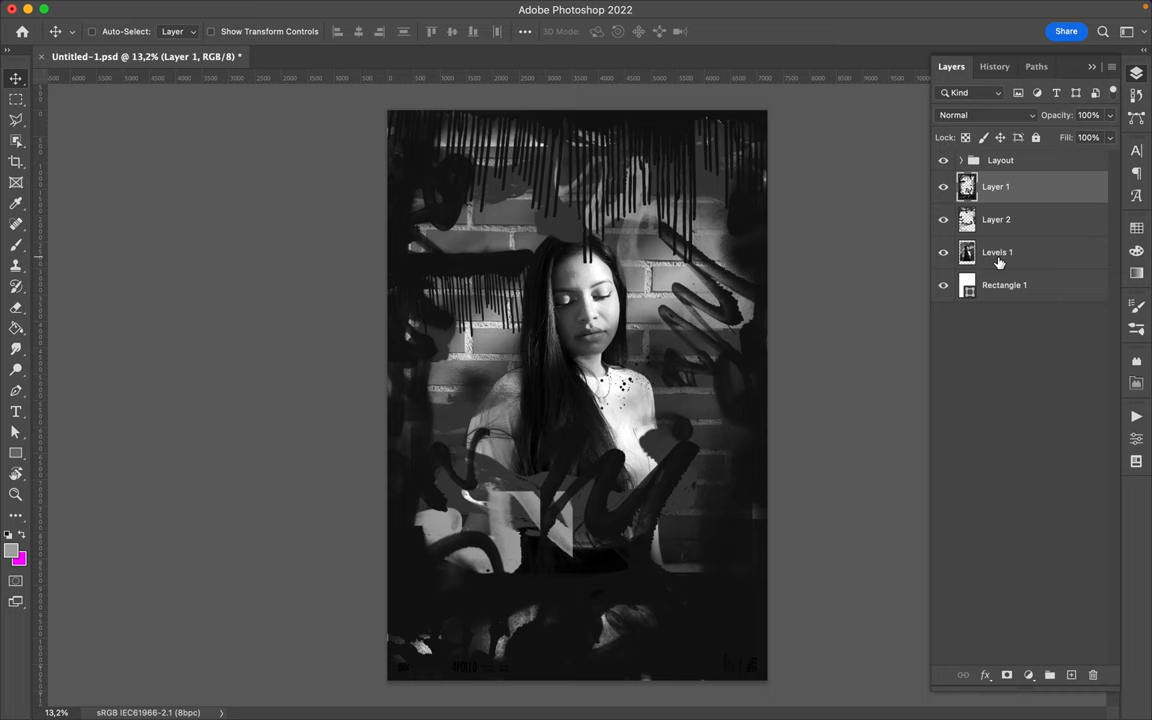 Adobe Photoshop 2022
Auto-Select: Layer
Show Transform Controls
3D Mode:
Share
Untitled-1.psd @ 13,2% (Layer 1, RGB/8) *
Layers History Paths
Kind
Normal Opacity: 100%
Lock: Fill: 100%
Layout
Layer 1
Layer 2
Levels 1
Rectangle 1
APOLLO
13,2% sRGB IEC61966-2.1 (8bpc)